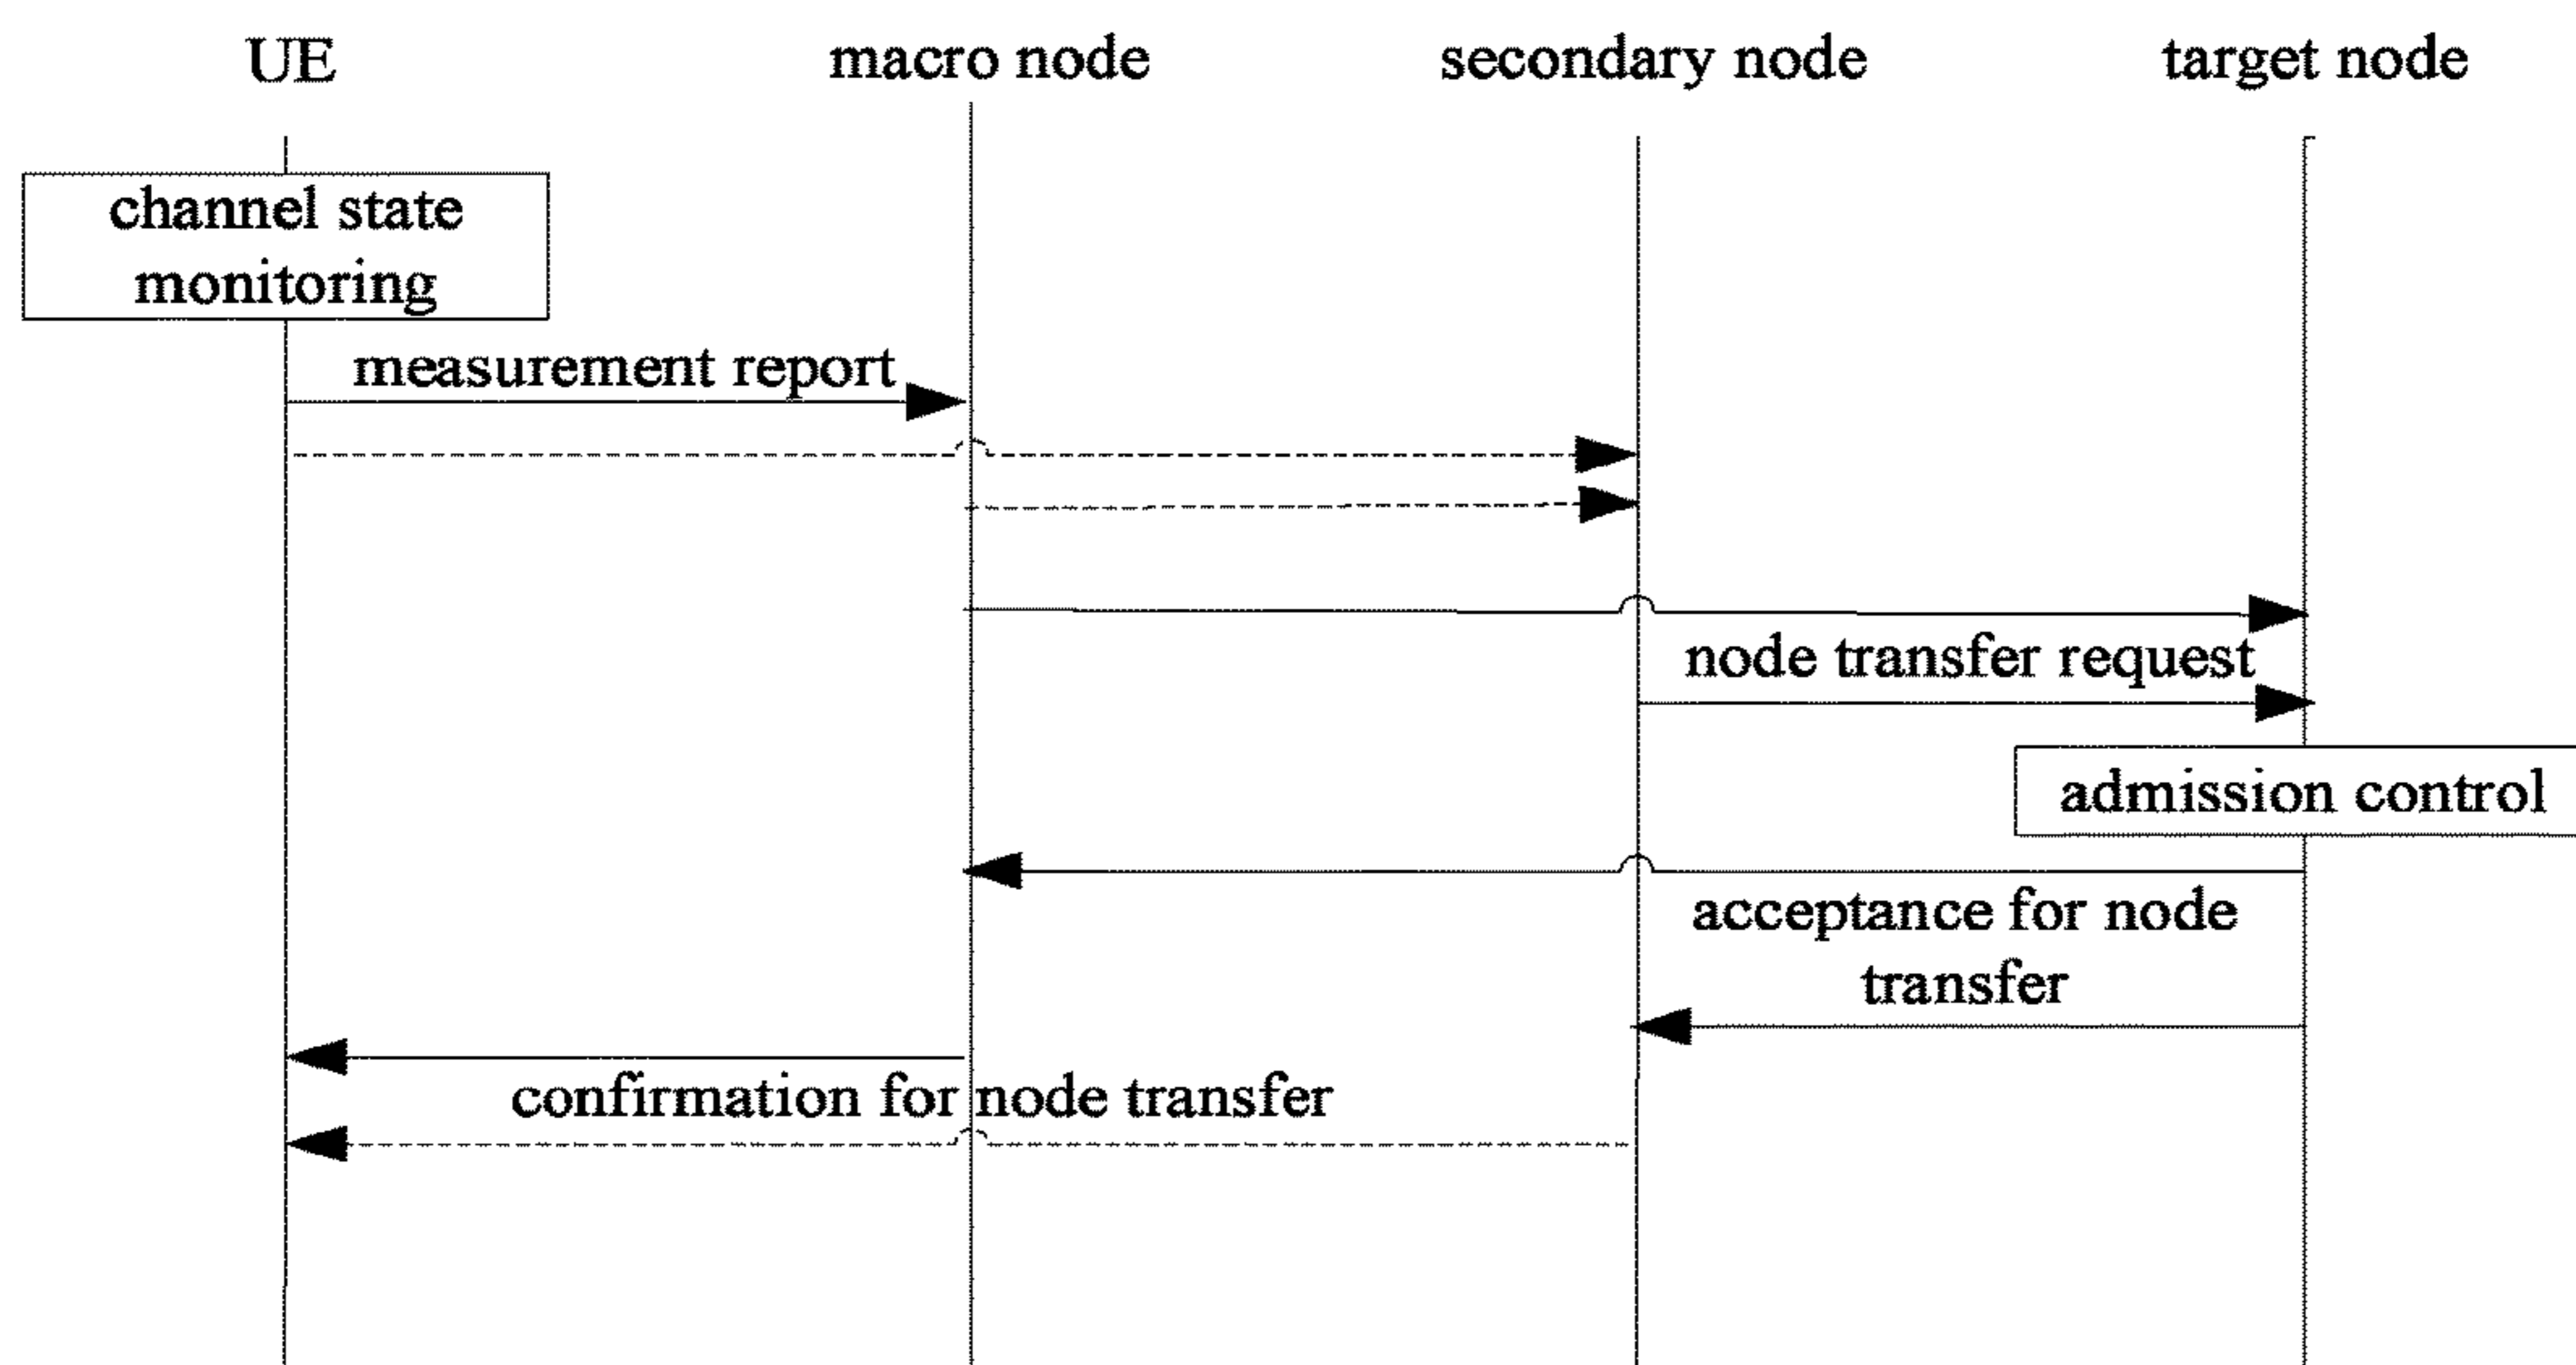 UE
macro node
secondary node
target node
channel state
monitoring
measurement report
node transfer request
admission control
acceptance for node
transfer
confirmation for node transfer